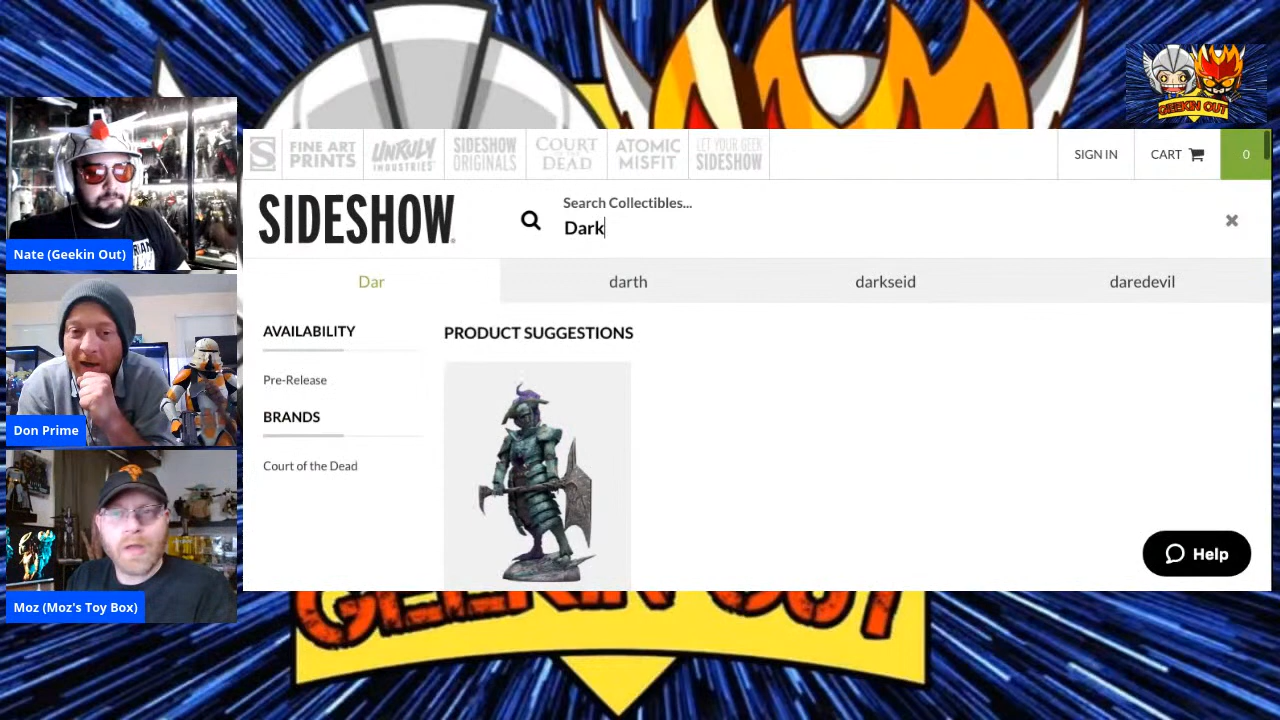 GEEKIN OUT
Nate (Geekin Out)
Don Prime
Moz (Moz's Toy Box)
S
FINE ART
PRINTS
UNRULY
INDUSTRIES
SIDESHOW
ORIGINALS
COURT
OF THE
DEAD
ATOMIC
MISFIT
LET YOUR GEEK
SIDESHOW
SIGN IN
CART
0
SIDESHOW
Search Collectibles...
Dark
Dar
darth
darkseid
daredevil
AVAILABILITY
Pre-Release
BRANDS
Court of the Dead
PRODUCT SUGGESTIONS
Help
GEEKIN OUT